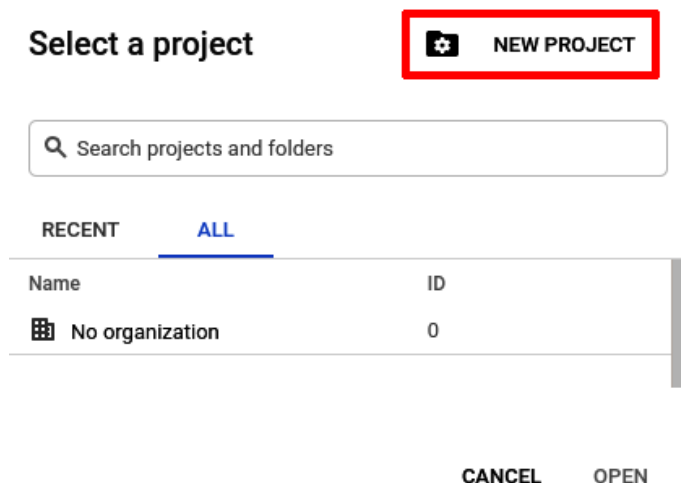 Select a project
NEW PROJECT
Search projects and folders
RECENT ALL
Name ID
No organization 0
CANCEL OPEN